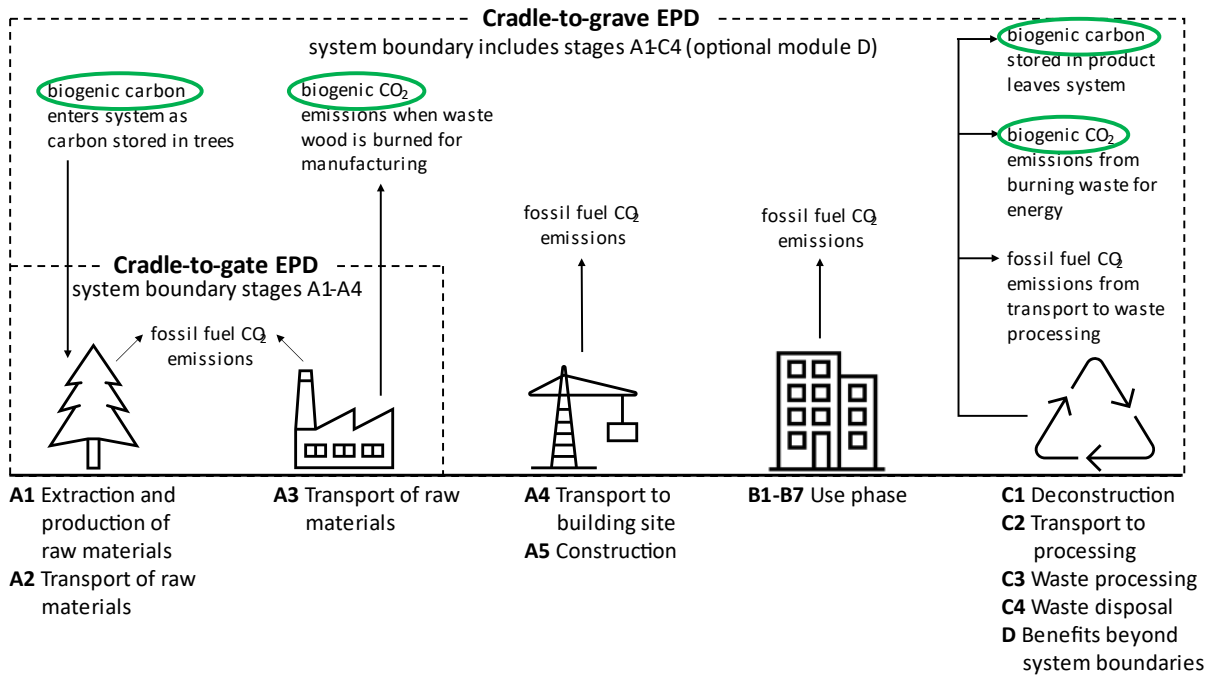 Cradle-to-grave EPD
system boundary includes stages A1-C4 (optional module D)
biogenic carbon
enters system as
carbon stored in trees
biogenic CO2
emissions when waste
wood is burned for
manufacturing
biogenic carbon
stored in product
leaves system
biogenic CO2
emissions from
burning waste for
energy
fossil fuel CO2
emissions
fossil fuel CO2
emissions
fossil fuel CO2
emissions from
transport to waste
processing
Cradle-to-gate EPD
system boundary stages A1-A4
fossil fuel CO2
emissions
A1 Extraction and
production of
raw materials
A2 Transport of raw
materials
A3 Transport of raw
materials
A4 Transport to
building site
A5 Construction
B1-B7 Use phase
C1 Deconstruction
C2 Transport to
processing
C3 Waste processing
C4 Waste disposal
D Benefits beyond
system boundaries